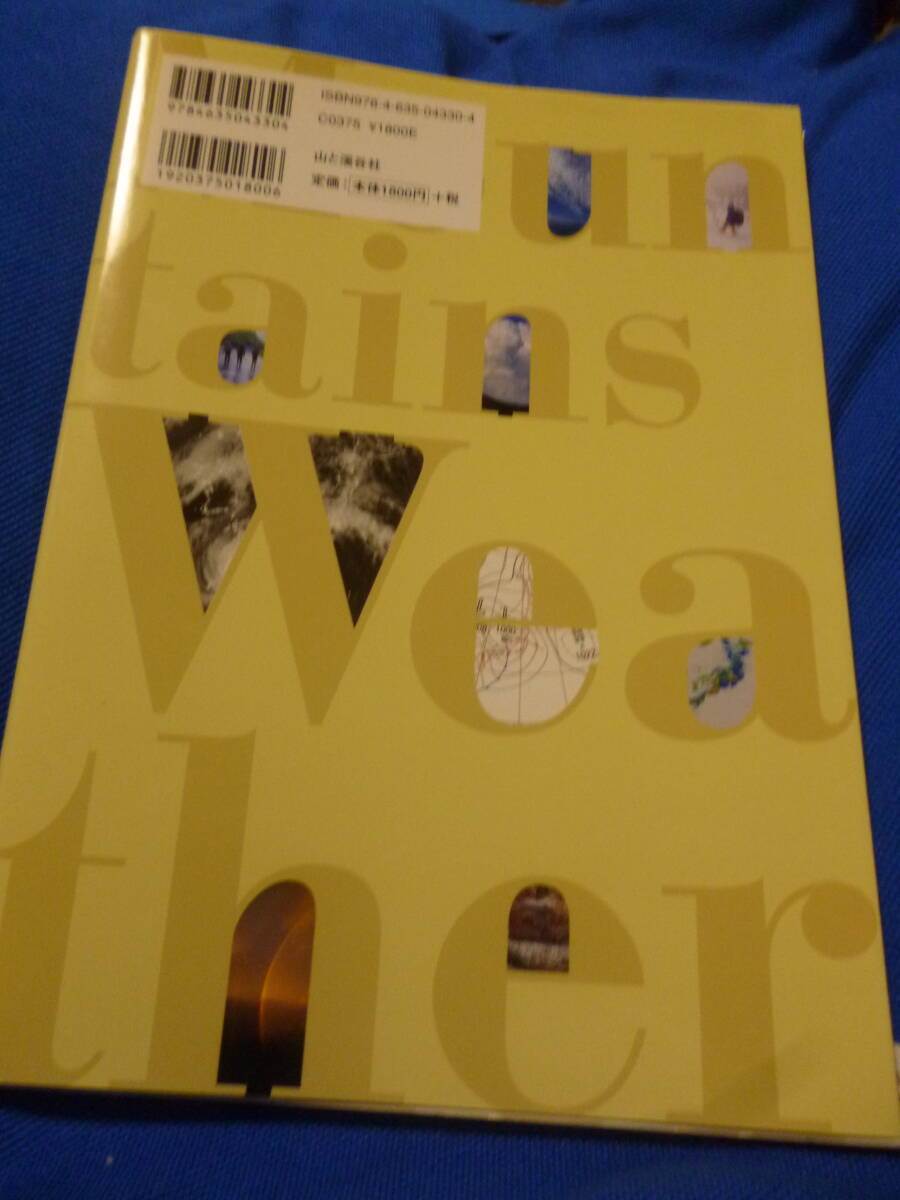 9784635043304
ISBN978-4-635-04330-4
C0375 ¥1800E
1920375018006
山と溪谷社
定価:[本体1800円]+税
un
tains
Wea
ther